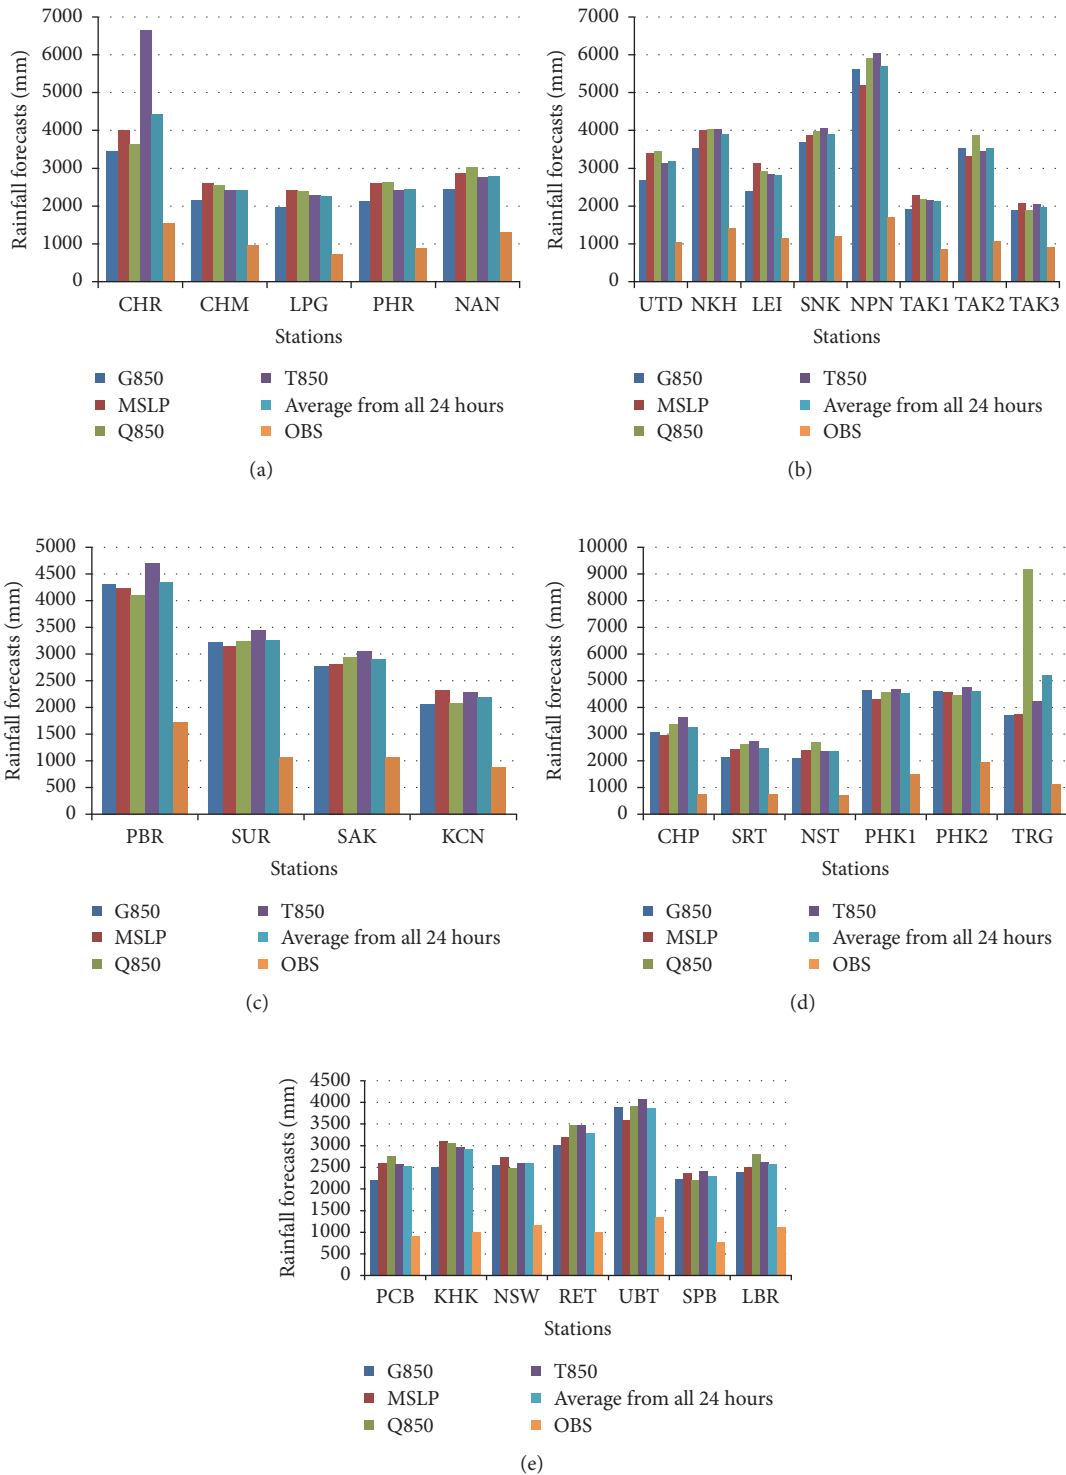 7000
6000
5000
4000
3000
2000
1000
0
Rainfall forecasts (mm)
CHR CHM LPG PHR NAN
Stations
G850 T850
MSLP Average from all 24 hours
Q850 OBS
(a)
7000
6000
5000
4000
3000
2000
1000
0
Rainfall forecasts (mm)
UTD NKH LEI SNK NPN TAK1 TAK2 TAK3
Stations
G850 T850
MSLP Average from all 24 hours
Q850 OBS
(b)
5000
4500
4000
3500
3000
2500
2000
1500
1000
500
0
Rainfall forecasts (mm)
PBR SUR SAK KCN
Stations
G850 T850
MSLP Average from all 24 hours
Q850 OBS
(c)
10000
9000
8000
7000
6000
5000
4000
3000
2000
1000
0
Rainfall forecasts (mm)
CHP SRT NST PHK1 PHK2 TRG
Stations
G850 T850
MSLP Average from all 24 hours
Q850 OBS
(d)
4500
4000
3500
3000
2500
2000
1500
1000
500
0
Rainfall forecasts (mm)
PCB KHK NSW RET UBT SPB LBR
Stations
G850 T850
MSLP Average from all 24 hours
Q850 OBS
(e)